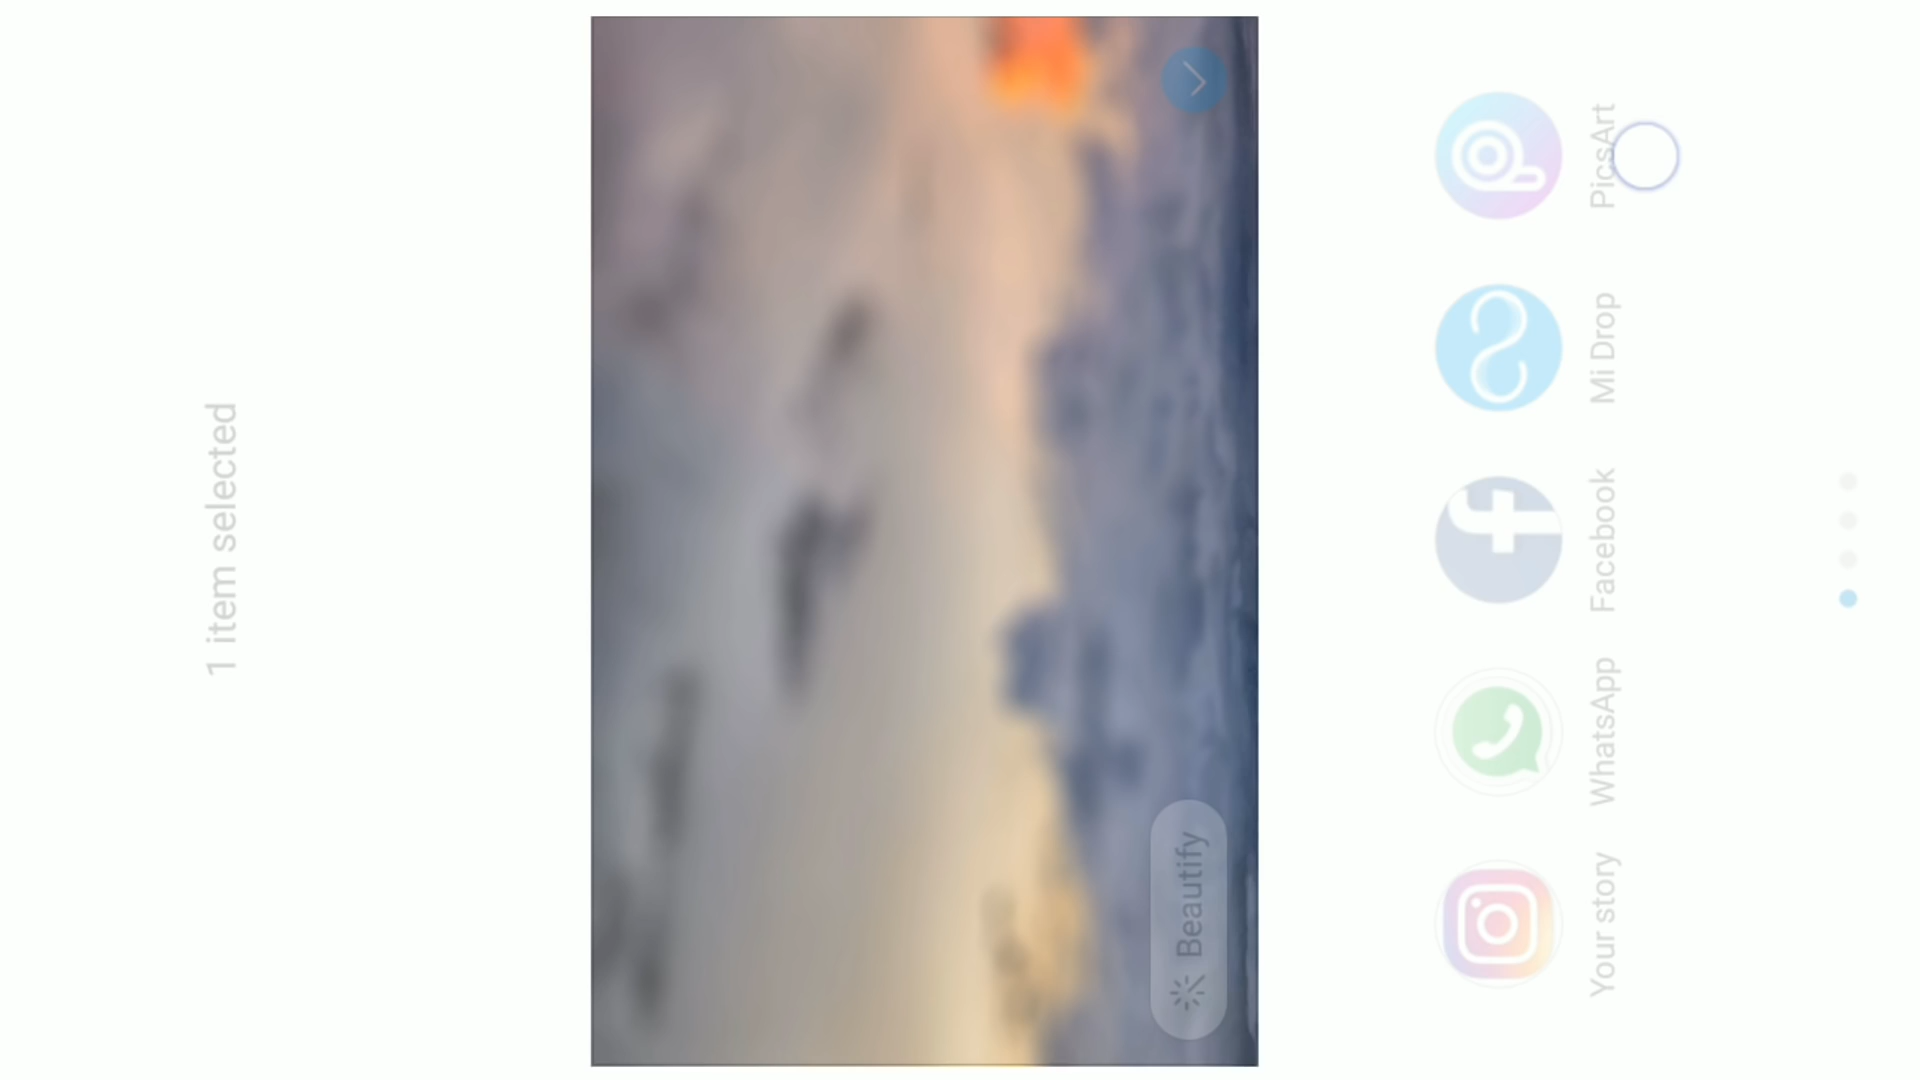 1 item selected
Beautify
Your story
WhatsApp
Facebook
Mi Drop
PicsArt